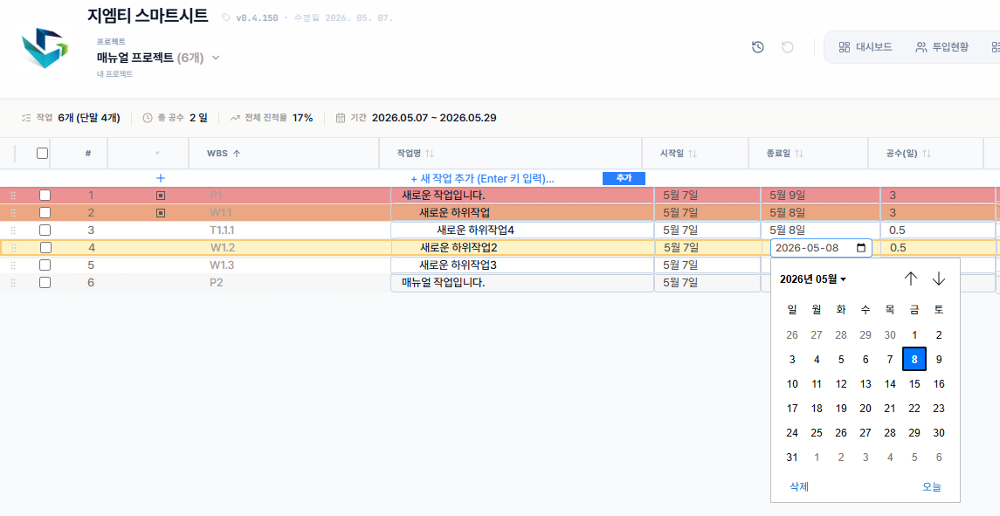 지엠티 스마트시트 v0.4.150 · 수정일 2026. 05. 07.
프로젝트
매뉴얼 프로젝트 (6개)
내 프로젝트
대시보드 투입현황
작업 6개 (단말 4개) 총 공수 2 일 전체 진척율 17% 기간 2026.05.07 ~ 2026.05.29
# WBS 작업명 시작일 종료일 공수(일)
+ + 새 작업 추가 (Enter 키 입력)... 추가
1 P1 새로운 작업입니다. 5월 7일 5월 9일 3
2 W1.1 새로운 하위작업 5월 7일 5월 8일 3
3 T1.1.1 새로운 하위작업4 5월 7일 5월 8일 0.5
4 W1.2 새로운 하위작업2 5월 7일 2026-05-08 0.5
5 W1.3 새로운 하위작업3 5월 7일
6 P2 매뉴얼 작업입니다. 5월 7일
2026년 05월
일 월 화 수 목 금 토
26 27 28 29 30 1 2
3 4 5 6 7 8 9
10 11 12 13 14 15 16
17 18 19 20 21 22 23
24 25 26 27 28 29 30
31 1 2 3 4 5 6
삭제 오늘